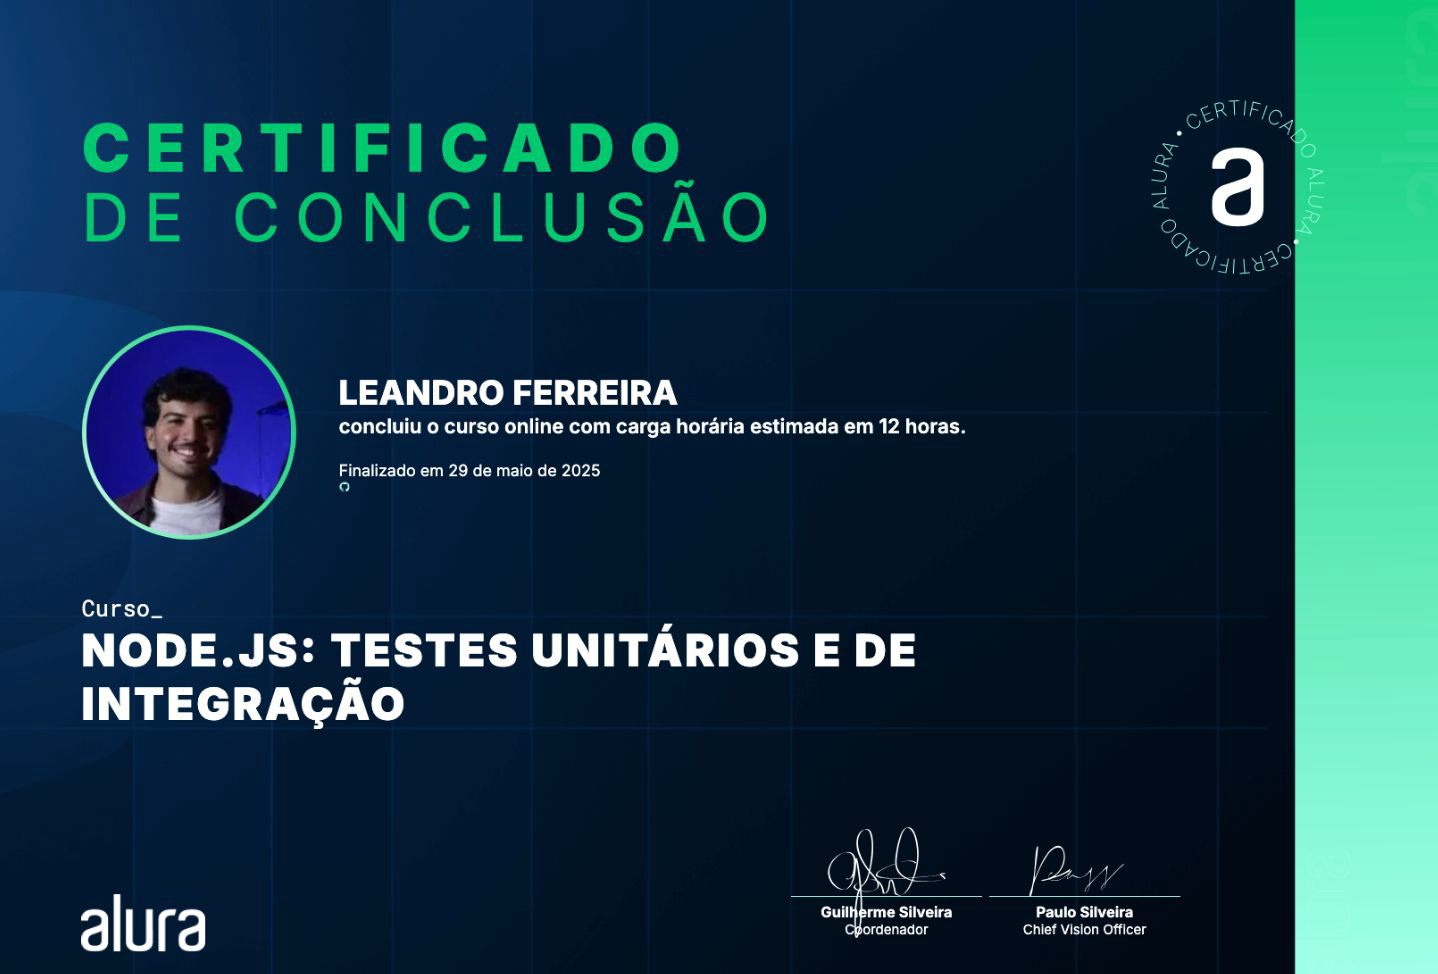 CERTIFICADO
DE CONCLUSÃO
CERTIFICADO ALURA • CERTIFICADO ALURA •
a
alura
LEANDRO FERREIRA
concluiu o curso online com carga horária estimada em 12 horas.
Finalizado em 29 de maio de 2025
Curso_
NODE.JS: TESTES UNITÁRIOS E DE
INTEGRAÇÃO
Guilherme Silveira
Coordenador
Paulo Silveira
Chief Vision Officer
alura
alura